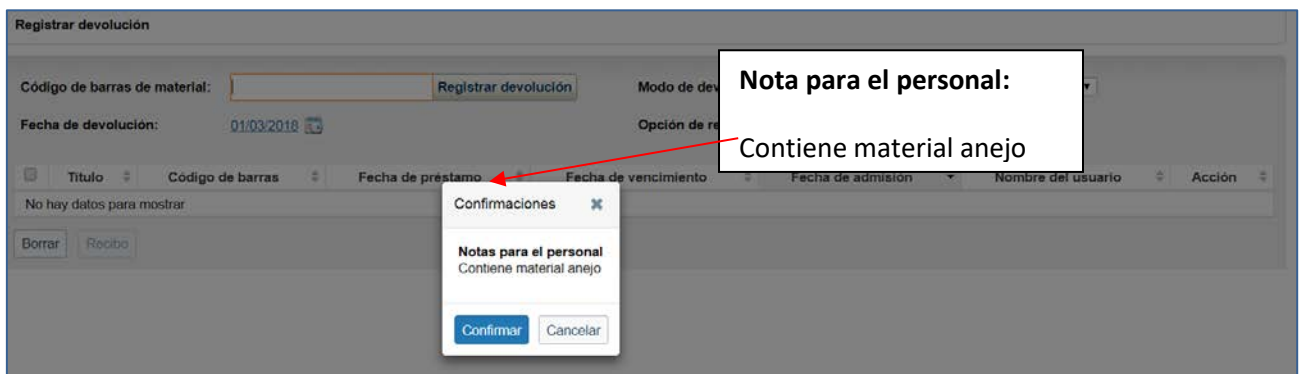 Registrar devolución
Código de barras de material: Registrar devolución Modo de dev
Nota para el personal:
Fecha de devolución: 01/03/2018 Opción de re
Contiene material anejo
Título Código de barras Fecha de préstamo Fecha de vencimiento Fecha de admisión Nombre del usuario Acción
No hay datos para mostrar
Borrar Recibo
Confirmaciones
Notas para el personal
Contiene material anejo
Confirmar Cancelar